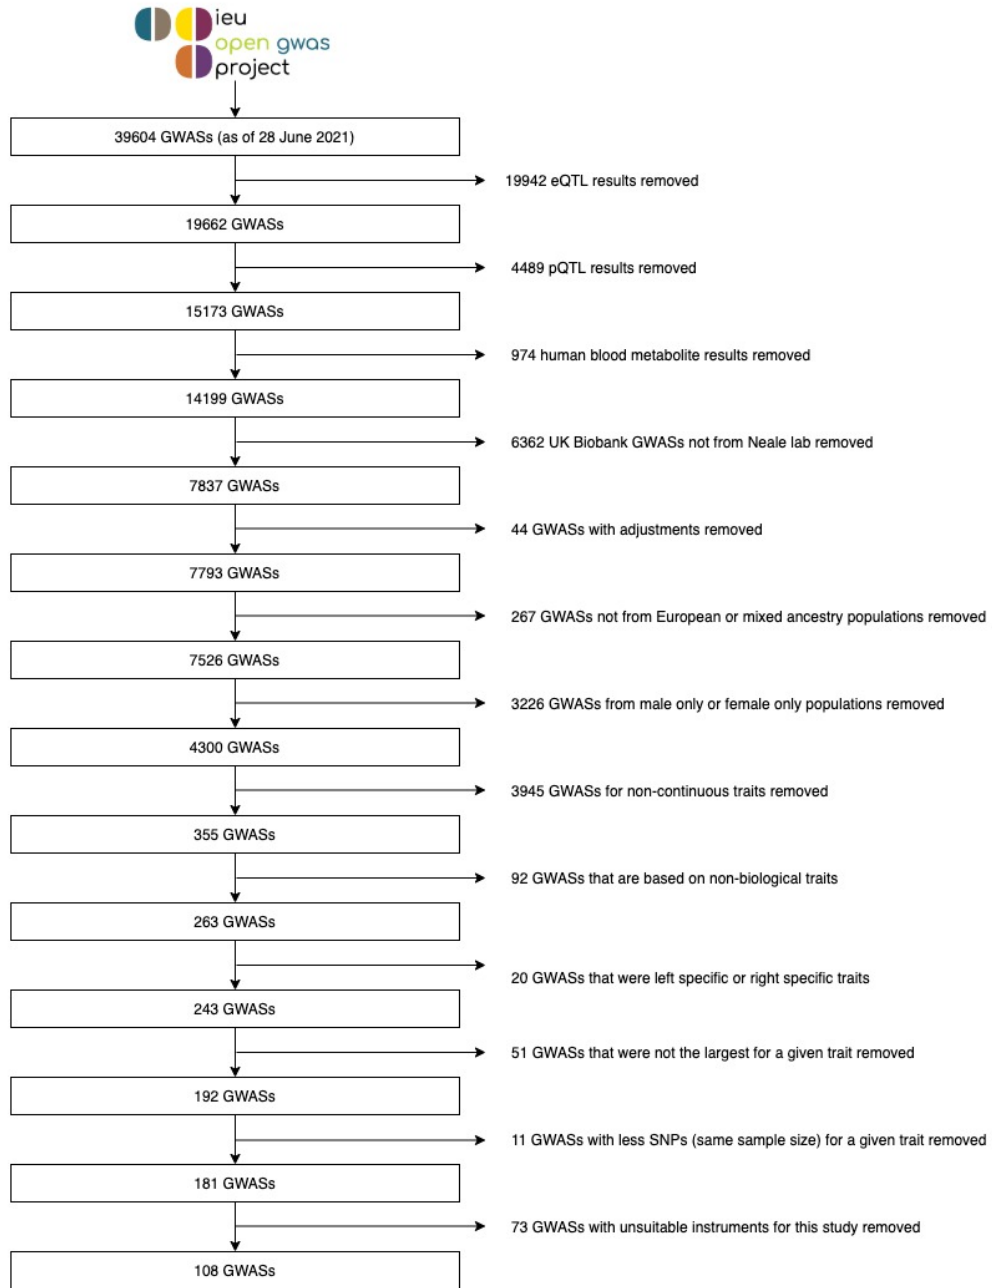 ieu
open gwas
project
39604 GWASs (as of 28 June 2021)
19942 eQTL results removed
19662 GWASs
4489 pQTL results removed
15173 GWASs
974 human blood metabolite results removed
14199 GWASs
6362 UK Biobank GWASs not from Neale lab removed
7837 GWASs
44 GWASs with adjustments removed
7793 GWASs
267 GWASs not from European or mixed ancestry populations removed
7526 GWASs
3226 GWASs from male only or female only populations removed
4300 GWASs
3945 GWASs for non-continuous traits removed
355 GWASs
92 GWASs that are based on non-biological traits
263 GWASs
20 GWASs that were left specific or right specific traits
243 GWASs
51 GWASs that were not the largest for a given trait removed
192 GWASs
11 GWASs with less SNPs (same sample size) for a given trait removed
181 GWASs
73 GWASs with unsuitable instruments for this study removed
108 GWASs